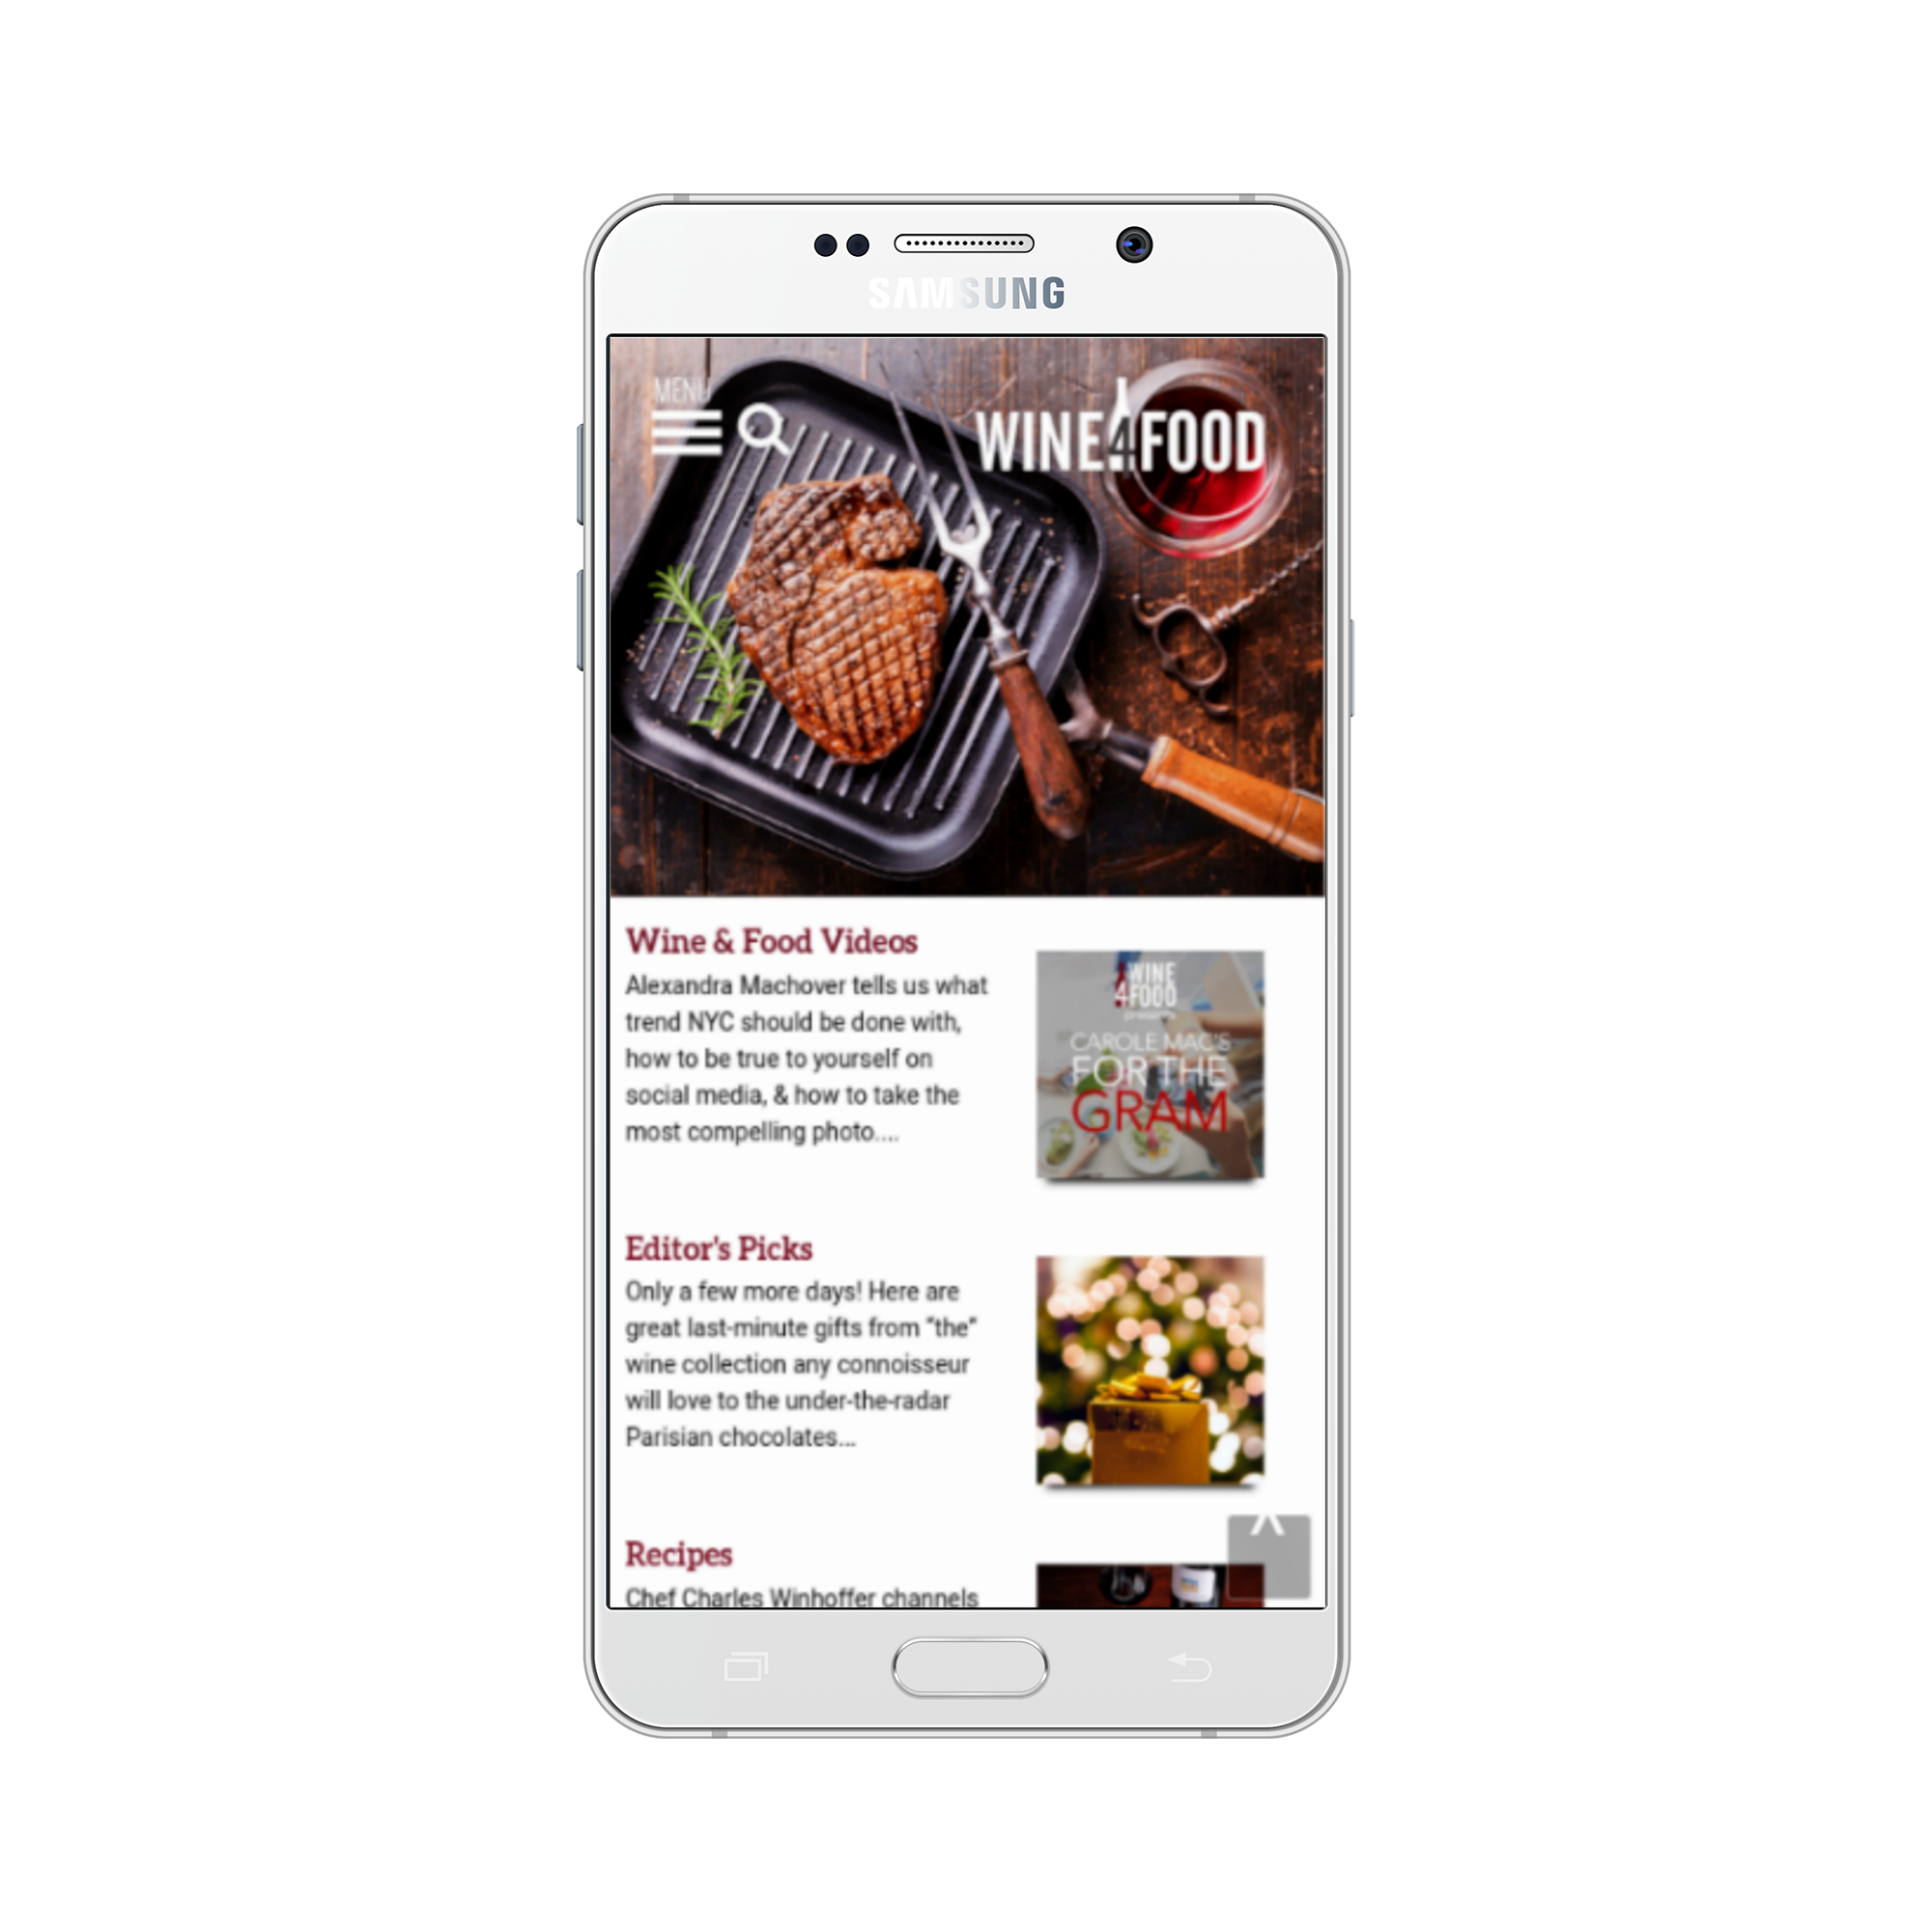 SAMSUNG
MENU
WINE4FOOD
Wine & Food Videos
Alexandra Machover tells us what
trend NYC should be done with,
how to be true to yourself on
social media, & how to take the
most compelling photo....
WINE
4FOOD
presents
CAROLE MAC'S
FOR THE
GRAM
Editor's Picks
Only a few more days! Here are
great last-minute gifts from “the”
wine collection any connoisseur
will love to the under-the-radar
Parisian chocolates...
Recipes
Chef Charles Winhoffer channels